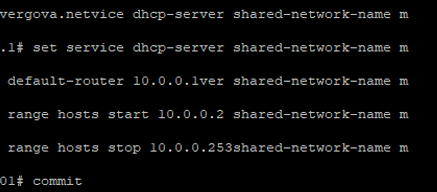 vergova.netvice dhcp-server shared-network-name m
.1# set service dhcp-server shared-network-name m
default-router 10.0.0.1ver shared-network-name m
range hosts start 10.0.0.2 shared-network-name m
range hosts stop 10.0.0.253shared-network-name m
01# commit